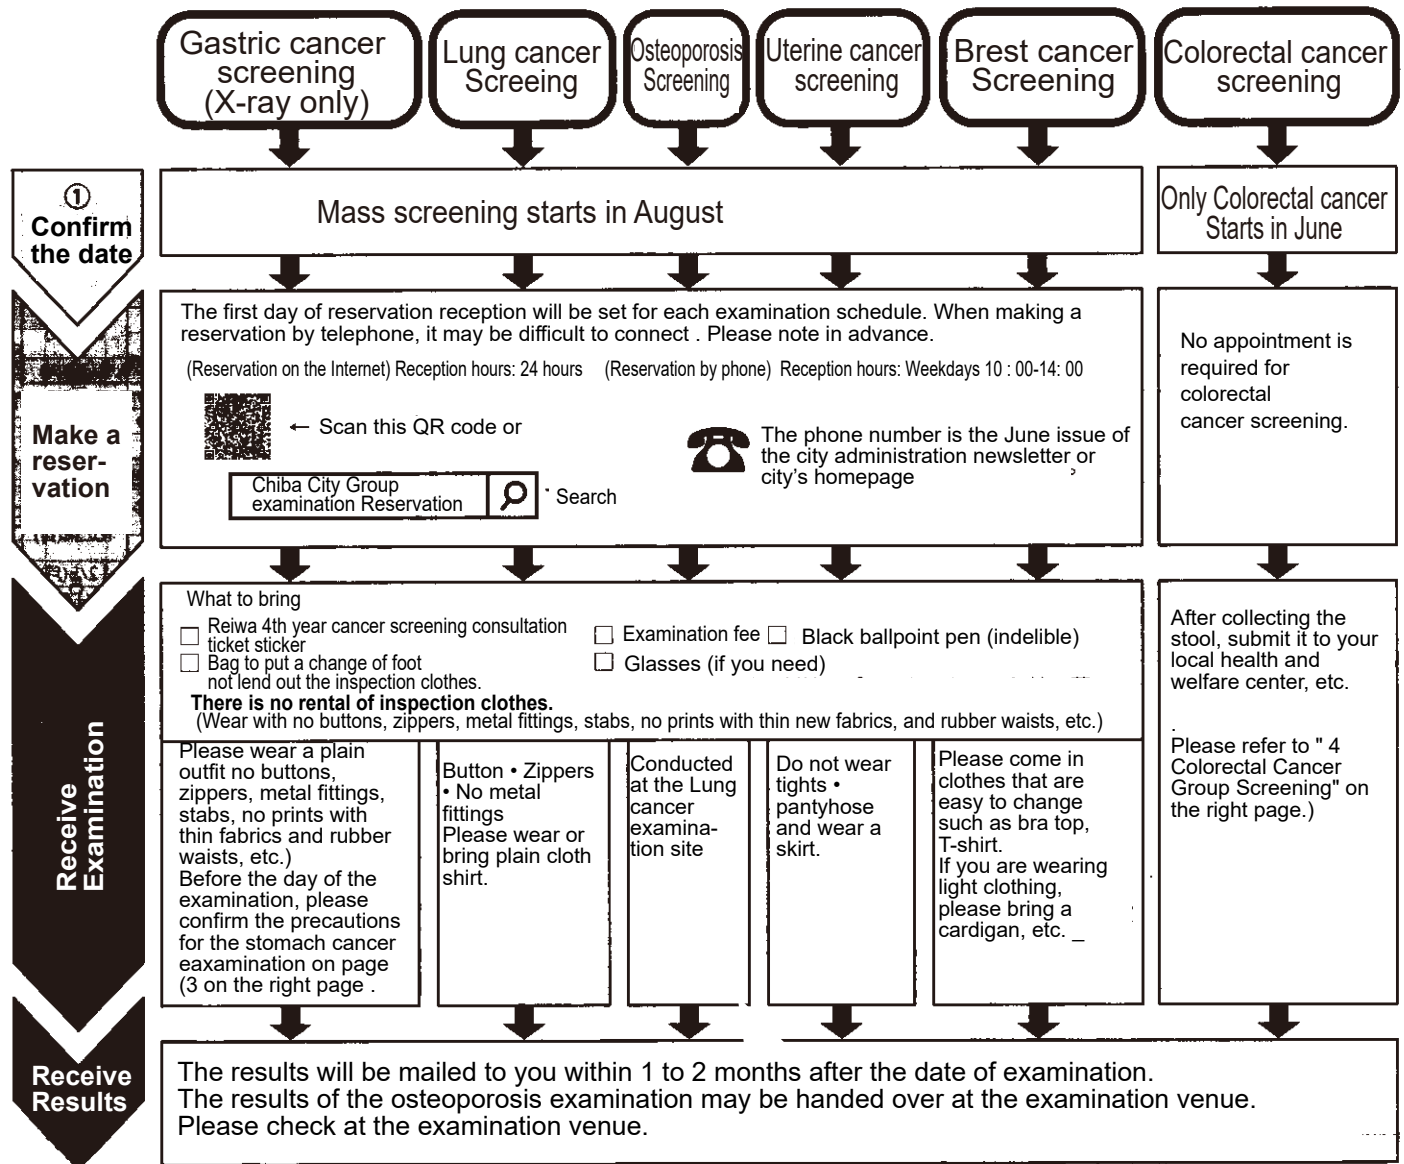 Gastric cancer
screening
(X-ray only)
Lung cancer
Screeing
Osteoporosis
Screening
Uterine cancer
screening
Brest cancer
Screening
Colorectal cancer
screening
①
Confirm
the date
Mass screening starts in August
Only Colorectal cancer
Starts in June
Make a
reser-
vation
The first day of reservation reception will be set for each examination schedule. When making a
reservation by telephone, it may be difficult to connect . Please note in advance.
(Reservation on the Internet) Reception hours: 24 hours (Reservation by phone) Reception hours: Weekdays 10 : 00-14: 00
← Scan this QR code or
Chiba City Group
examination Reservation
Search
The phone number is the June issue of
the city administration newsletter or
city's homepage
No appointment is
required for
colorectal
cancer screening.
Receive
Examination
What to bring
□ Reiwa 4th year cancer screening consultation
ticket sticker
□ Bag to put a change of foot
not lend out the inspection clothes.
□ Examination fee □ Black ballpoint pen (indelible)
□ Glasses (if you need)
There is no rental of inspection clothes.
(Wear with no buttons, zippers, metal fittings, stabs, no prints with thin new fabrics, and rubber waists, etc.)
Please wear a plain
outfit no buttons,
zippers, metal fittings,
stabs, no prints with
thin fabrics and rubber
waists, etc.)
Before the day of the
examination, please
confirm the precautions
for the stomach cancer
eaxamination on page
(3 on the right page .
Button • Zippers
• No metal
fittings
Please wear or
bring plain cloth
shirt.
Conducted
at the Lung
cancer
examina-
tion site
Do not wear
tights •
pantyhose
and wear a
skirt.
Please come in
clothes that are
easy to change
such as bra top,
T-shirt.
If you are wearing
light clothing,
please bring a
cardigan, etc. _
After collecting the
stool, submit it to your
local health and
welfare center, etc.
.
Please refer to " 4
Colorectal Cancer
Group Screening" on
the right page.)
Receive
Results
The results will be mailed to you within 1 to 2 months after the date of examination.
The results of the osteoporosis examination may be handed over at the examination venue.
Please check at the examination venue.